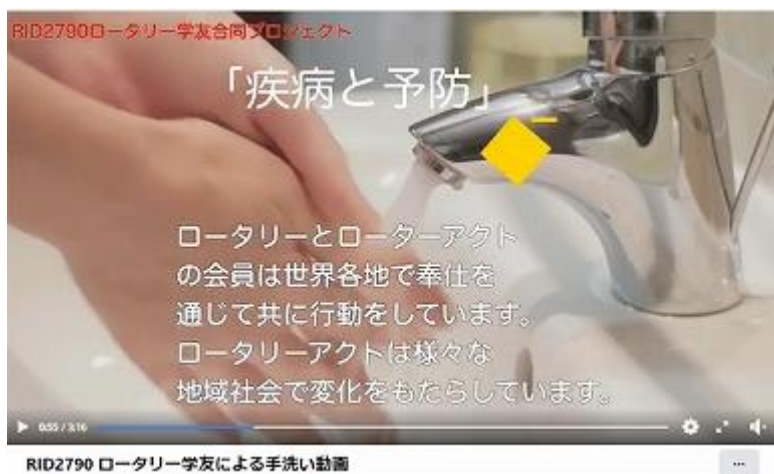 RID2790ロータリー学友合同プロジェクト
「疾病と予防」
ロータリーとローターアクト
の会員は世界各地で奉仕を
通じて共に行動をしています。
ロータリーアクトは様々な
地域社会で変化をもたらしています。
0:55 / 3:16
RID2790 ロータリー学友による手洗い動画